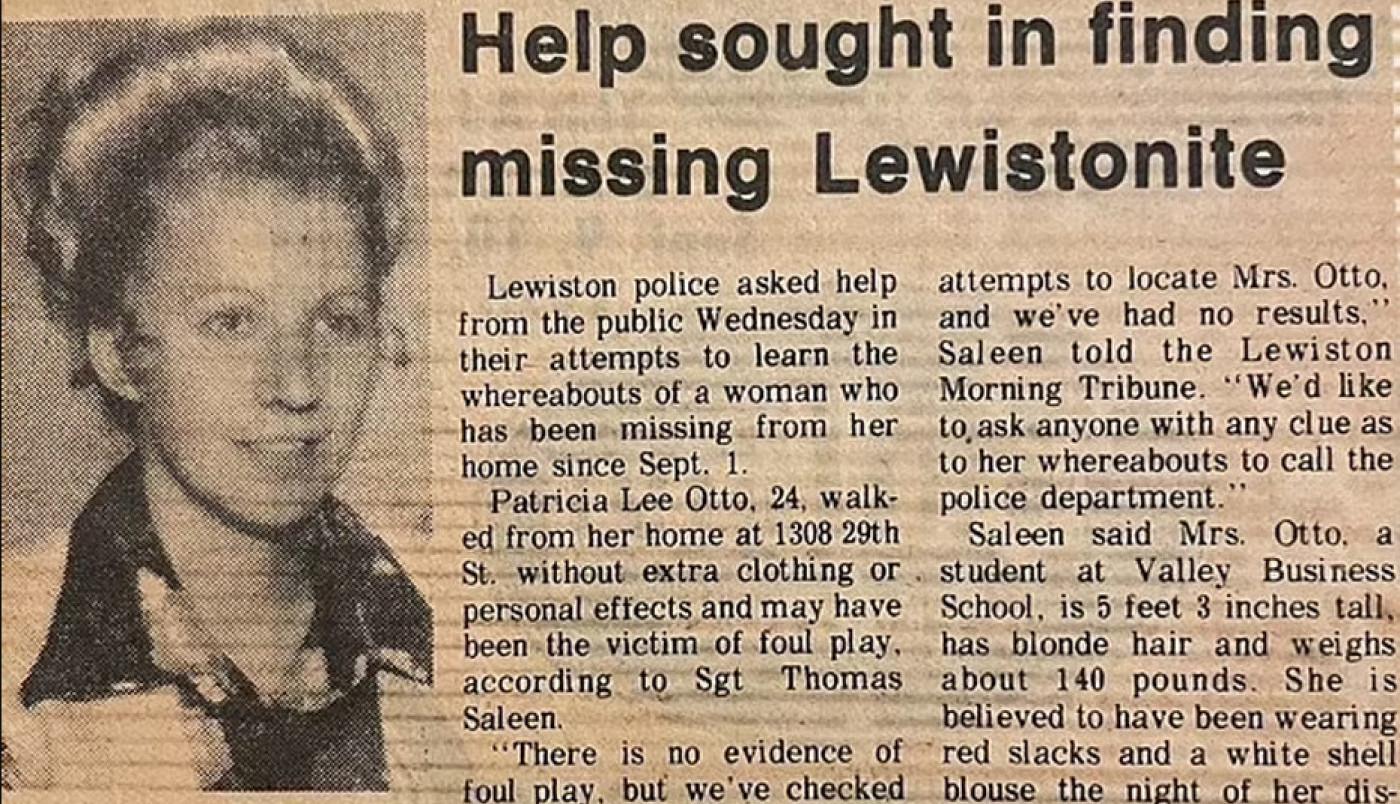 Help sought in finding
missing Lewistonite
Lewiston police asked help
from the public Wednesday in
their attempts to learn the
whereabouts of a woman who
has been missing from her
home since Sept. 1.
Patricia Lee Otto, 24, walk-
ed from her home at 1308 29th
St. without extra clothing or
personal effects and may have
been the victim of foul play,
according to Sgt Thomas
Saleen.
“There is no evidence of
foul play, but we've checked
attempts to locate Mrs. Otto,
and we've had no results,”
Saleen told the Lewiston
Morning Tribune. “We'd like
to ask anyone with any clue as
to her whereabouts to call the
police department.”
Saleen said Mrs. Otto, a
student at Valley Business
School, is 5 feet 3 inches tall,
has blonde hair and weighs
about 140 pounds. She is
believed to have been wearing
red slacks and a white shell
blouse the night of her dis-